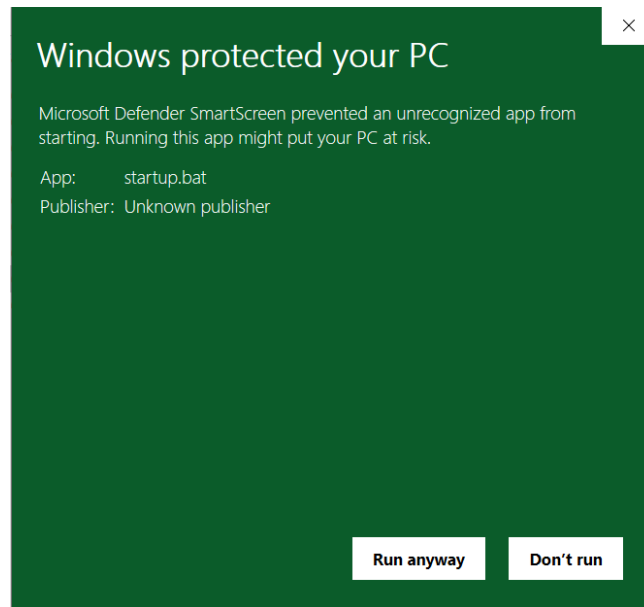 Windows protected your PC
Microsoft Defender SmartScreen prevented an unrecognized app from
starting. Running this app might put your PC at risk.
App: startup.bat
Publisher: Unknown publisher
Run anyway Don’t run